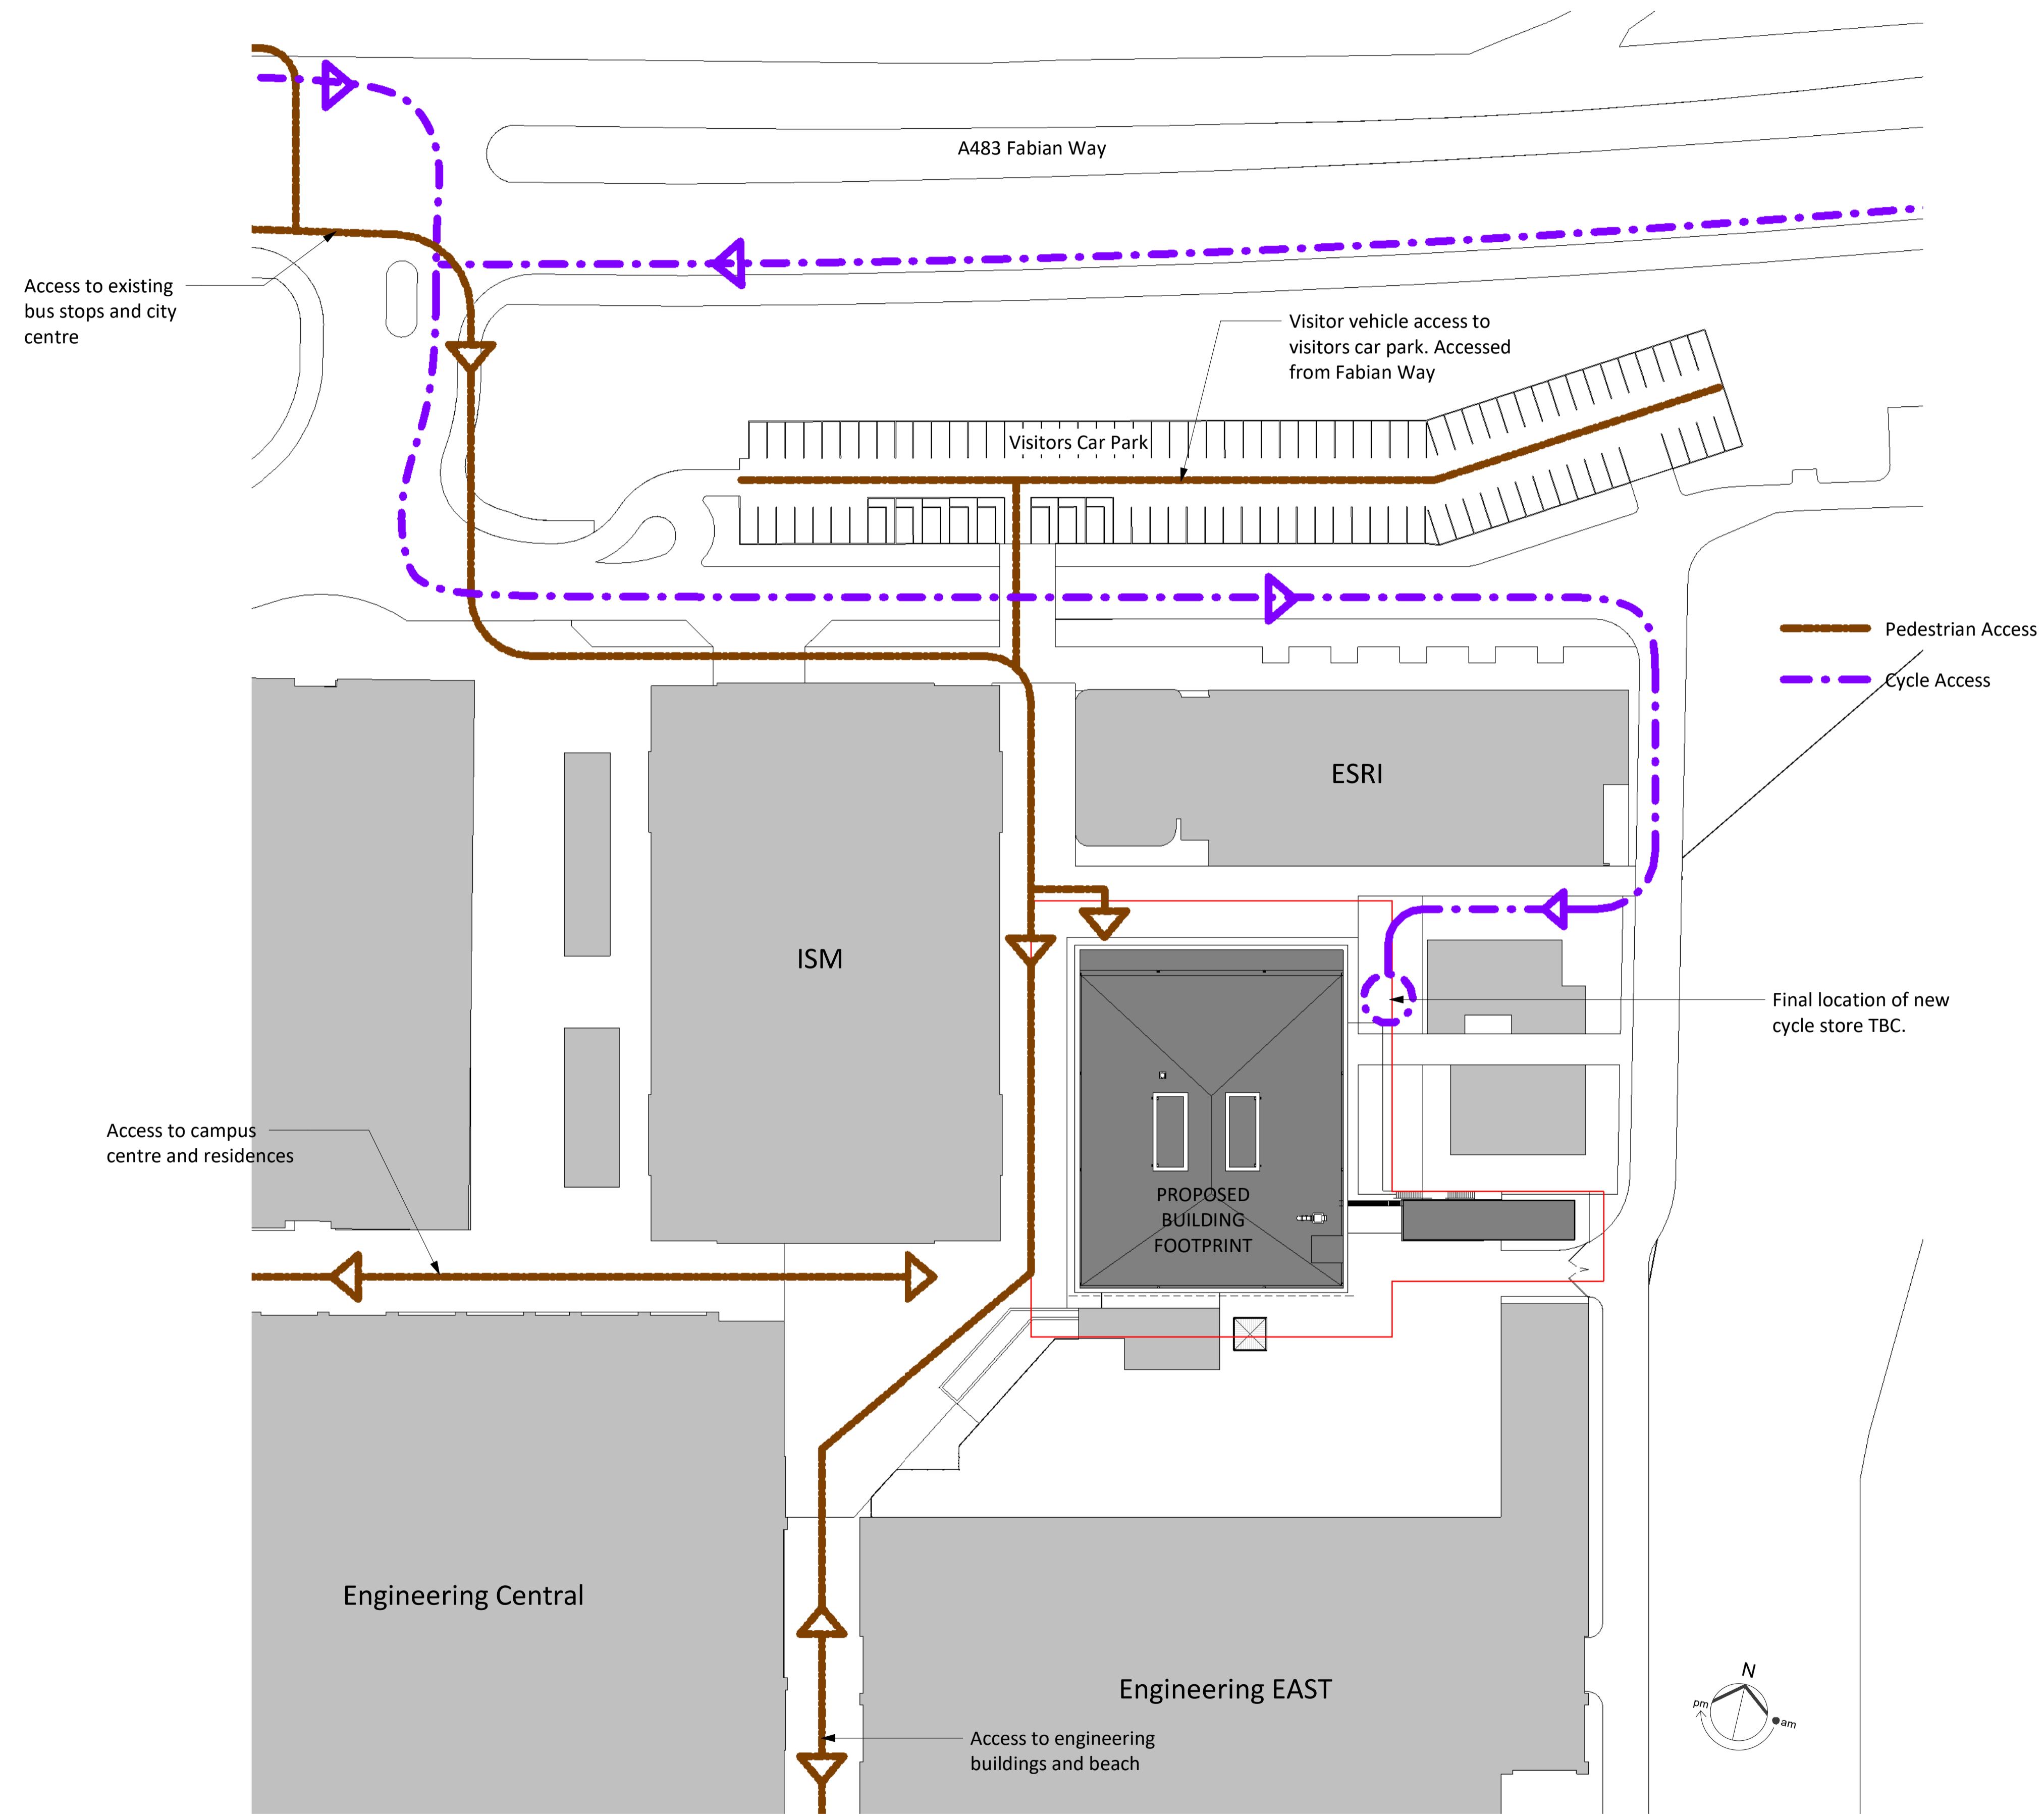 A483 Fabian Way
Access to existing
bus stops and city
centre
Visitor vehicle access to
visitors car park. Accessed
from Fabian Way
Visitors Car Park
Pedestrian Access
Cycle Access
ESRI
ISM
Final location of new
cycle store TBC.
Access to campus
centre and residences
PROPOSED
BUILDING
FOOTPRINT
Engineering Central
Engineering EAST
Access to engineering
buildings and beach
N
pm
am